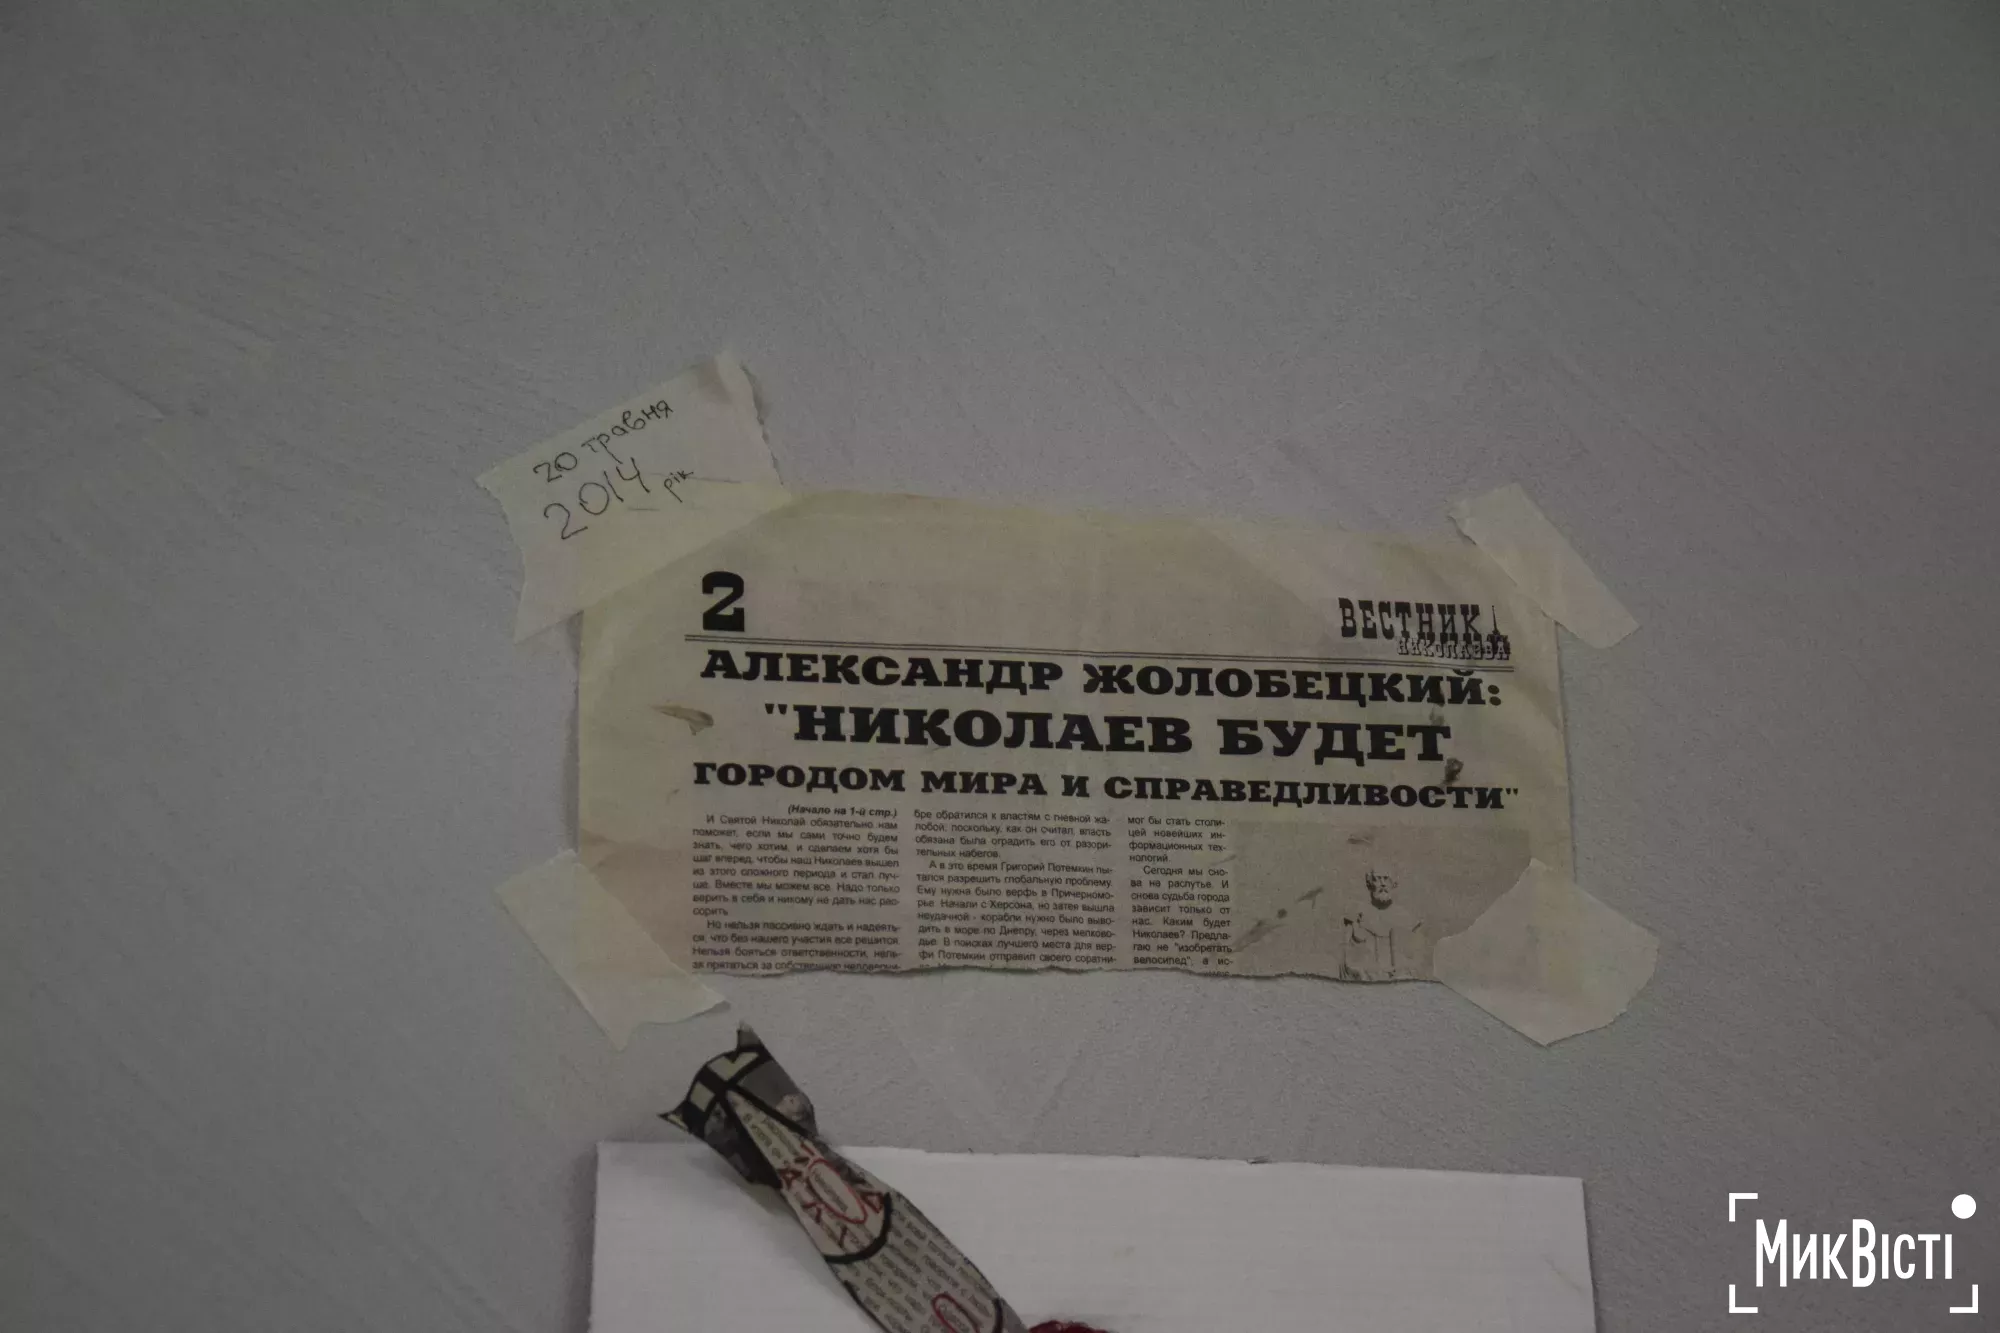 20 травня
2014 рік
2
ВЕСТНИК
НИКОЛАЕВА
АЛЕКСАНДР ЖОЛОБЕЦКИЙ:
"НИКОЛАЕВ БУДЕТ
ГОРОДОМ МИРА И СПРАВЕДЛИВОСТИ"
(Начало на 1-й стр.)
И Святой Николай обязательно нам
поможет, если мы сами точно будем
знать, чего хотим, и сделаем хотя бы
шаг вперед, чтобы наш Николаев вышел
из этого сложного периода и стал луч-
ше. Вместе мы можем все. Надо только
верить в себя и никому не дать нас рас-
сорить.
Но нельзя пассивно ждать и надеять-
ся, что без нашего участия все решится.
Нельзя бояться ответственности, нель-
зя прятаться за собственную
бре обратился к властям с гневной жа-
лобой, поскольку, как он считал, власть
обязана была оградить его от разори-
тельных набегов.
А в это время Григорий Потемкин пы-
тался разрешить глобальную проблему.
Ему нужна было верфь в Причерномо-
рье. Начали с Херсона, но затея вышла
неудачной - корабли нужно было выво-
дить в море по Днепру, через мелково-
дье. В поисках лучшего места для вер-
фи Потемкин отправил своего соратни-
мог бы стать столи-
цей новейших ин-
формационных тех-
нологий.
Сегодня мы сно-
ва на распутье. И
снова судьба города
зависит только от
нас. Каким будет
Николаев? Предла-
гаю не "изобретать
велосипед", а ис-
МикВісті